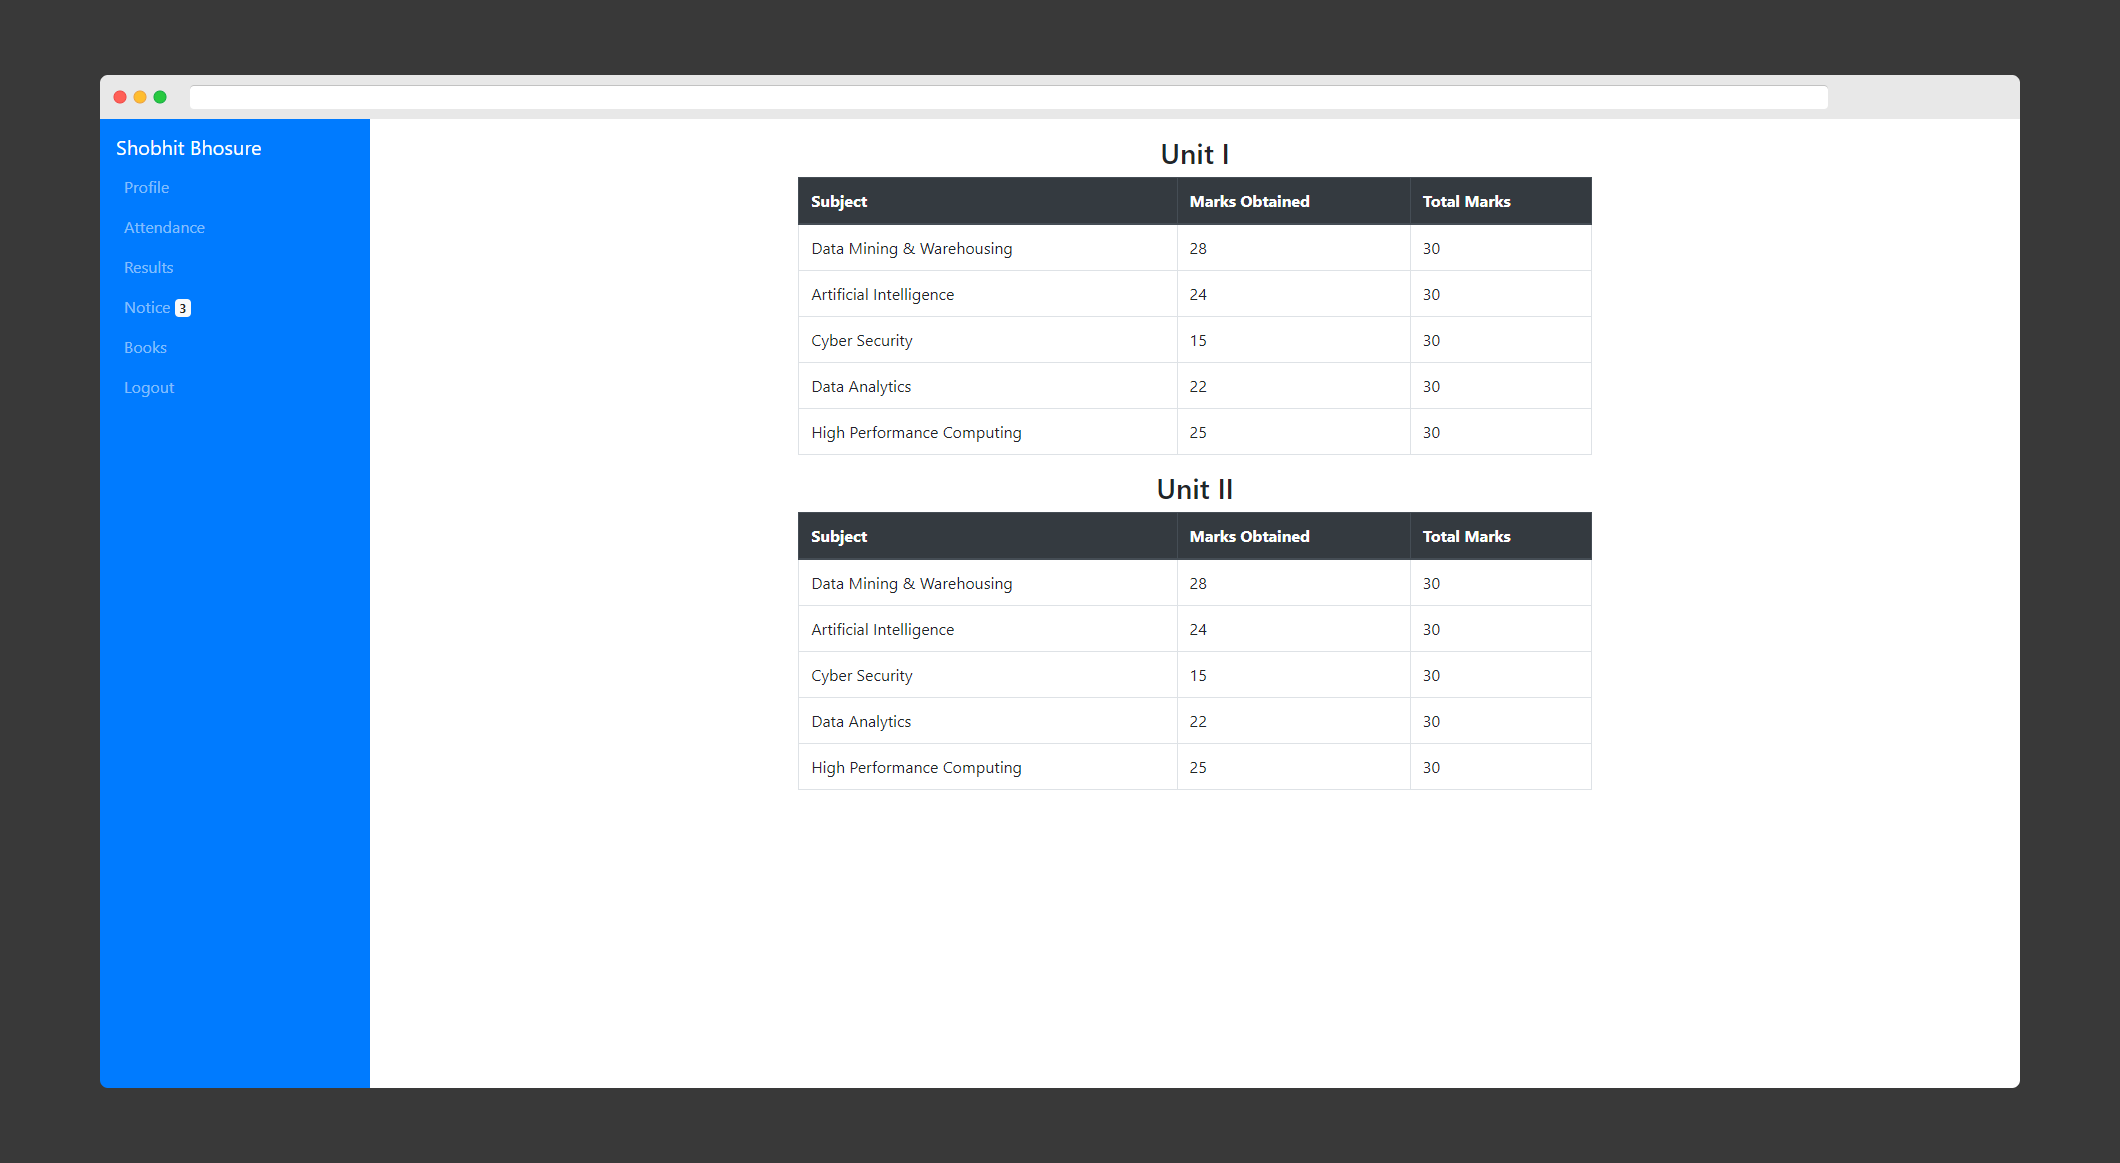 Shobhit Bhosure
Profile
Attendance
Results
Notice 3
Books
Logout
Unit I
Subject Marks Obtained Total Marks
Data Mining & Warehousing 28 30
Artificial Intelligence 24 30
Cyber Security 15 30
Data Analytics 22 30
High Performance Computing 25 30
Unit II
Subject Marks Obtained Total Marks
Data Mining & Warehousing 28 30
Artificial Intelligence 24 30
Cyber Security 15 30
Data Analytics 22 30
High Performance Computing 25 30